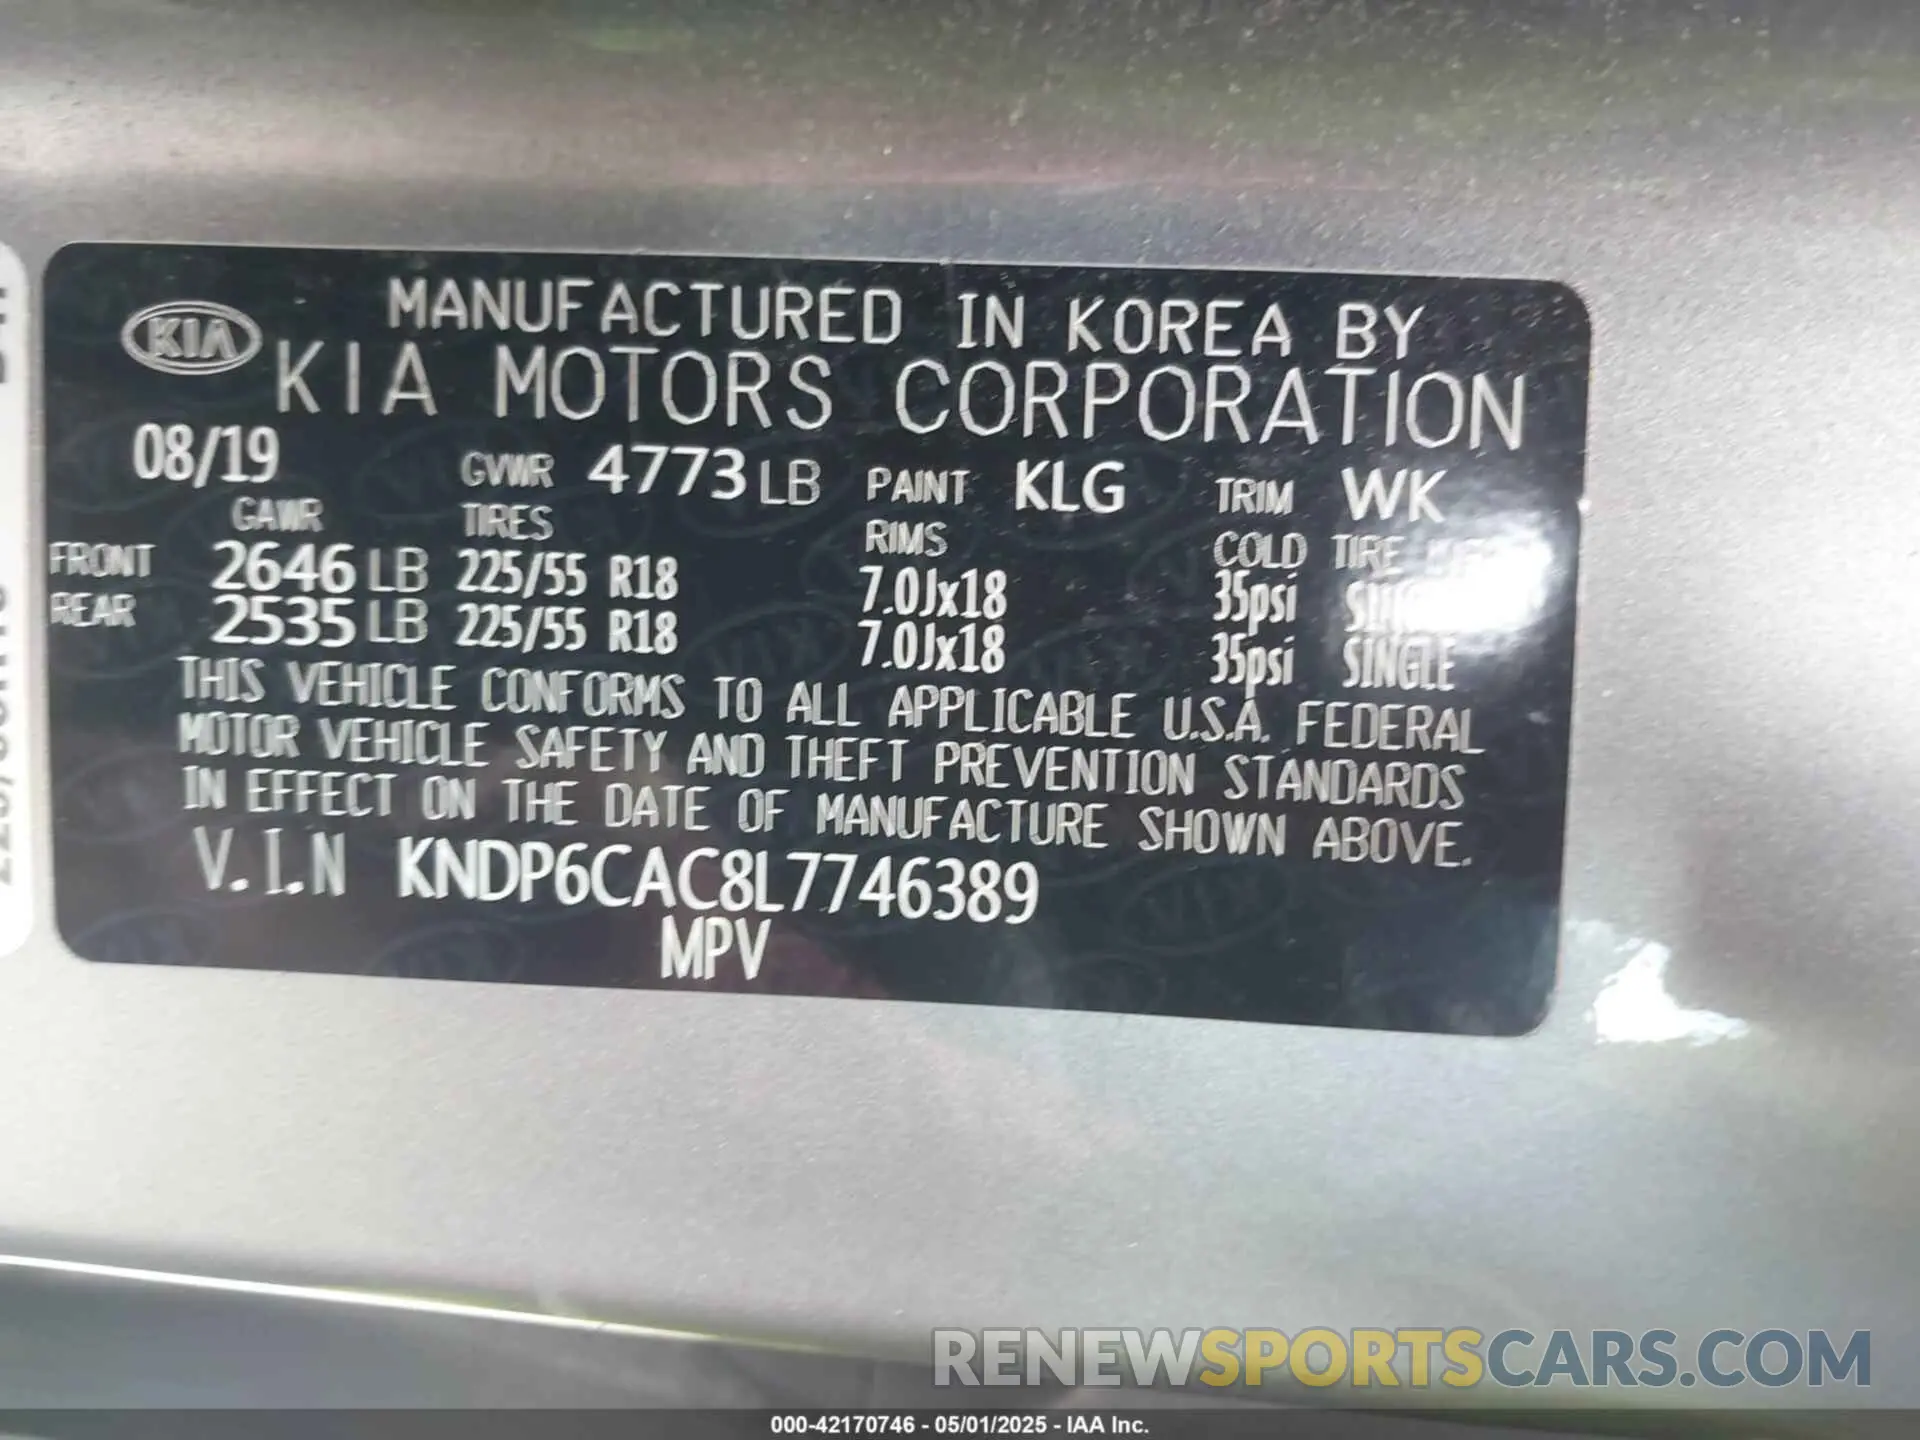 KIA
MANUFACTURED IN KOREA BY
KIA MOTORS CORPORATION
08/19 GVWR 4773 LB PAINT KLG TRIM WK
GAWR TIRES RIMS COLD TIRE
FRONT 2646 LB 225/55 R18 7.0Jx18 35psi
REAR 2535 LB 225/55 R18 7.0Jx18 35psi SINGLE
THIS VEHICLE CONFORMS TO ALL APPLICABLE U.S.A. FEDERAL
MOTOR VEHICLE SAFETY AND THEFT PREVENTION STANDARDS
IN EFFECT ON THE DATE OF MANUFACTURE SHOWN ABOVE.
V.I.N KNDP6CAC8L7746389
MPV
RENEWSPORTSCARS.COM
000-42170746 - 05/01/2025 - IAA Inc.